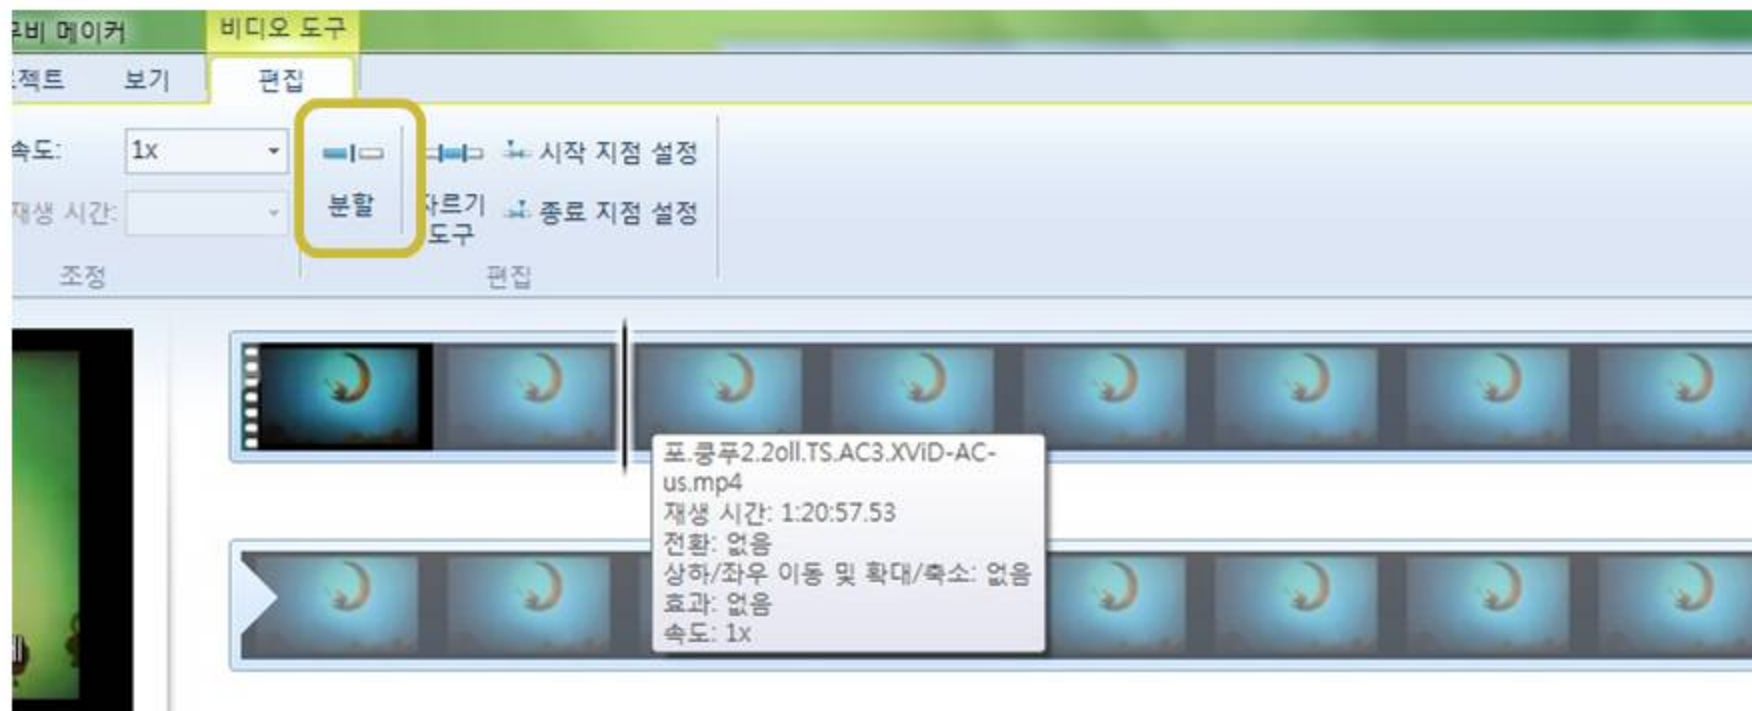 무비 메이커
비디오 도구
젝트
보기
편집
속도:
1x
분할
자르기
도구
시작 지점 설정
재생 시간:
종료 지점 설정
조정
편집
포.쿵푸2.2oll.TS.AC3.XViD-AC-
us.mp4
재생 시간: 1:20:57.53
전환: 없음
상하/좌우 이동 및 확대/축소: 없음
효과: 없음
속도: 1x